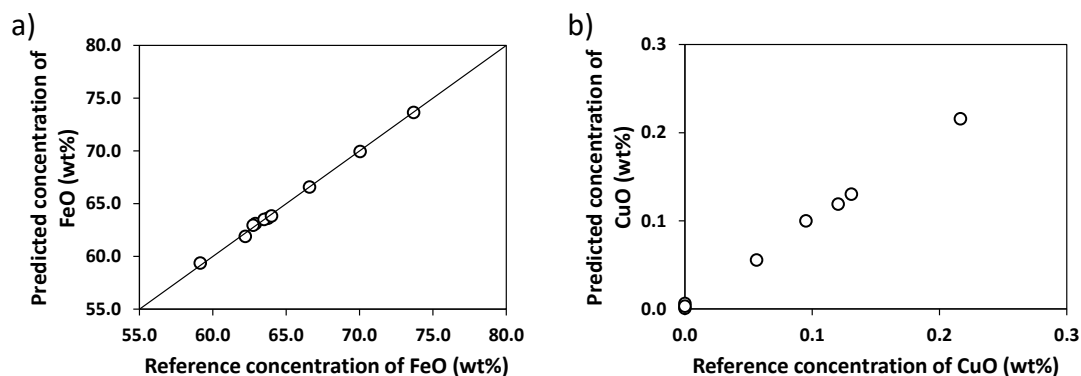 a)
Predicted concentration of
FeO (wt%)
80.0
75.0
70.0
65.0
60.0
55.0
55.0 60.0 65.0 70.0 75.0 80.0
Reference concentration of FeO (wt%)
b)
Predicted concentration of
CuO (wt%)
0.3
0.2
0.1
0.0
0.0 0.1 0.2 0.3
Reference concentration of CuO (wt%)